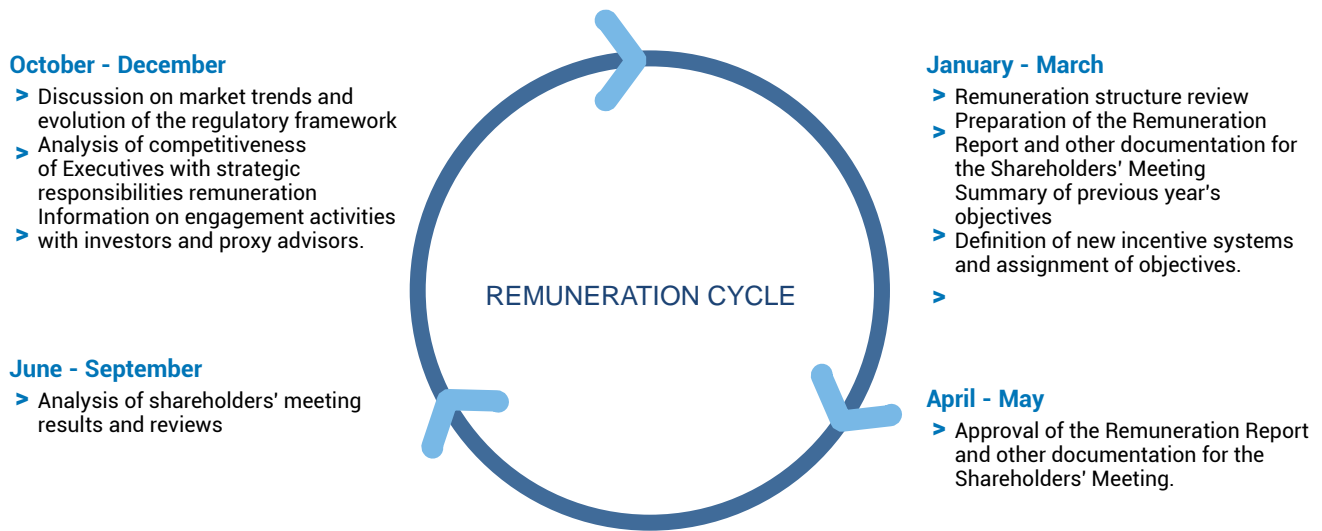 October - December
> Discussion on market trends and
evolution of the regulatory framework
> Analysis of competitiveness
of Executives with strategic
responsibilities remuneration
Information on engagement activities
> with investors and proxy advisors.
June - September
> Analysis of shareholders' meeting
results and reviews
REMUNERATION CYCLE
January - March
> Remuneration structure review
> Preparation of the Remuneration
Report and other documentation for
the Shareholders' Meeting
Summary of previous year's
objectives
> Definition of new incentive systems
and assignment of objectives.
>
April - May
> Approval of the Remuneration Report
and other documentation for the
Shareholders' Meeting.